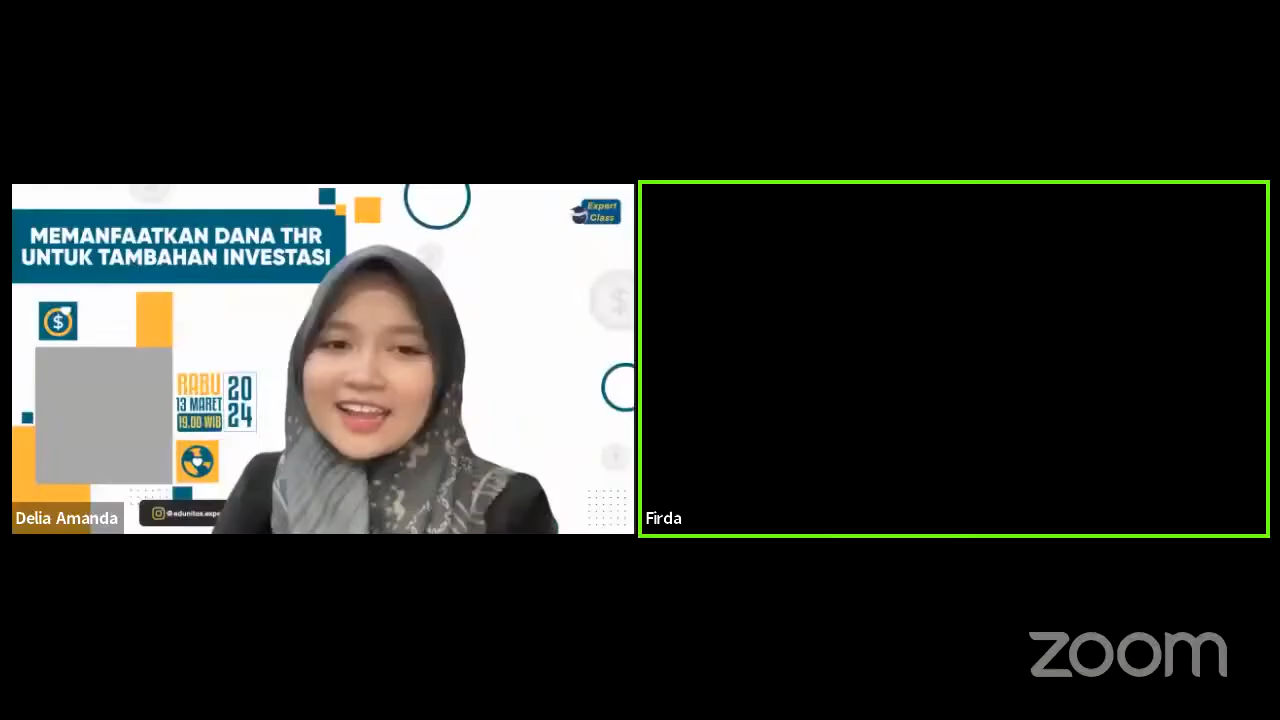 MEMANFAATKAN DANA THR
UNTUK TAMBAHAN INVESTASI
Expert
Class
$
RABU
13 MARET
19.00 WIB
20
24
Delia Amanda
Firda
zoom